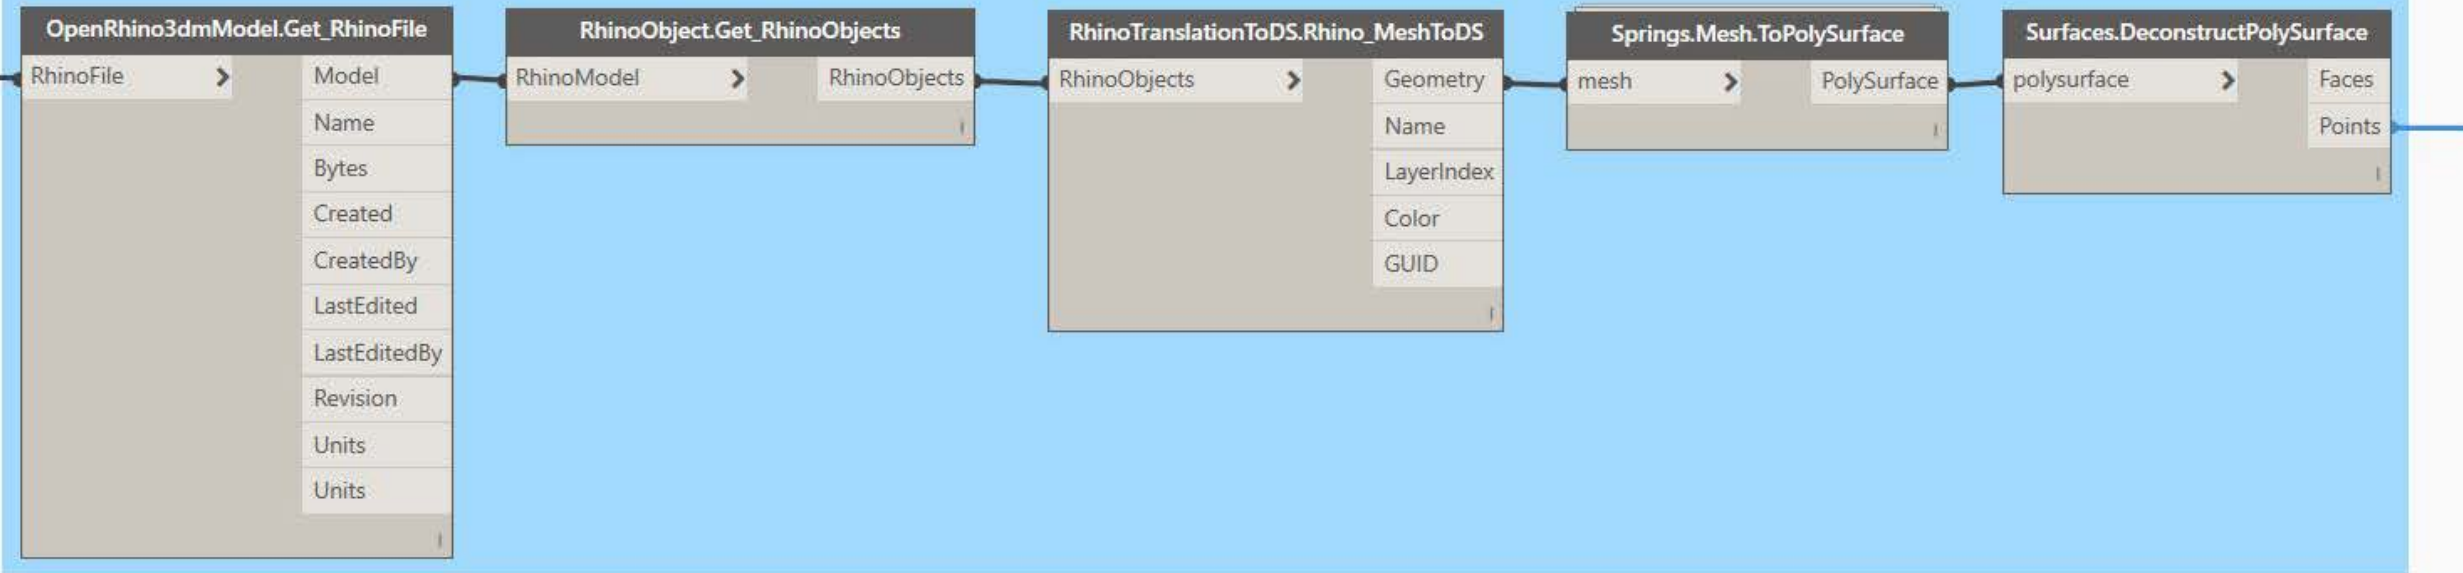 OpenRhino3dmModel.Get_RhinoFile
RhinoFile > Model
Name
Bytes
Created
CreatedBy
LastEdited
LastEditedBy
Revision
Units
Units
RhinoObject.Get_RhinoObjects
RhinoModel > RhinoObjects
RhinoTranslationToDS.Rhino_MeshToDS
RhinoObjects > Geometry
Name
LayerIndex
Color
GUID
Springs.Mesh.ToPolySurface
mesh > PolySurface
Surfaces.DeconstructPolySurface
polysurface > Faces
Points